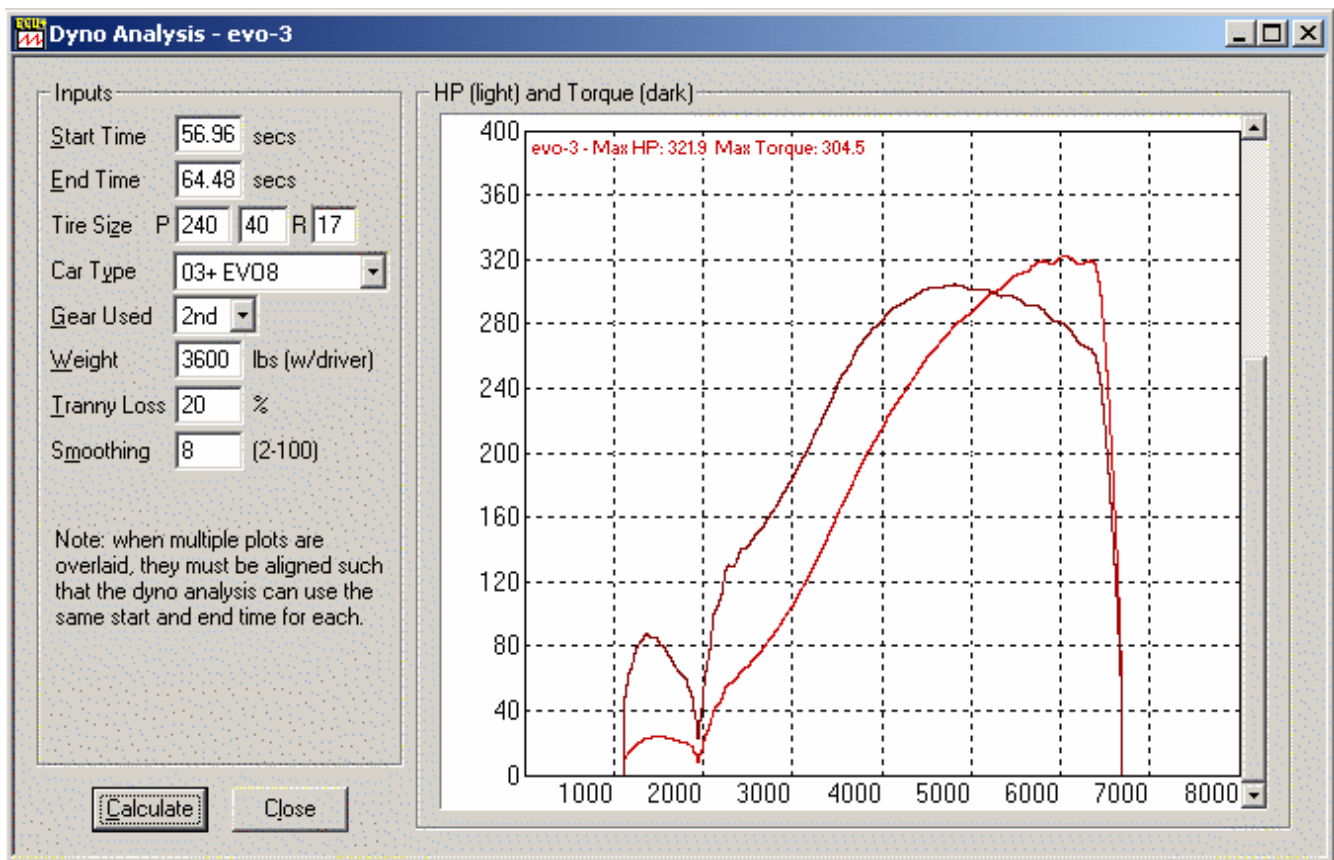 ECU+
Dyno Analysis - evo-3
Inputs
Start Time 56.96 secs
End Time 64.48 secs
Tire Size P 240 40 R 17
Car Type 03+ EVO8
Gear Used 2nd
Weight 3600 lbs (w/driver)
Tranny Loss 20 %
Smoothing 8 (2-100)
Note: when multiple plots are
overlaid, they must be aligned such
that the dyno analysis can use the
same start and end time for each.
Calculate Close
HP (light) and Torque (dark)
evo-3 - Max HP: 321.9 Max Torque: 304.5
400
360
320
280
240
200
160
120
80
40
0
1000 2000 3000 4000 5000 6000 7000 8000